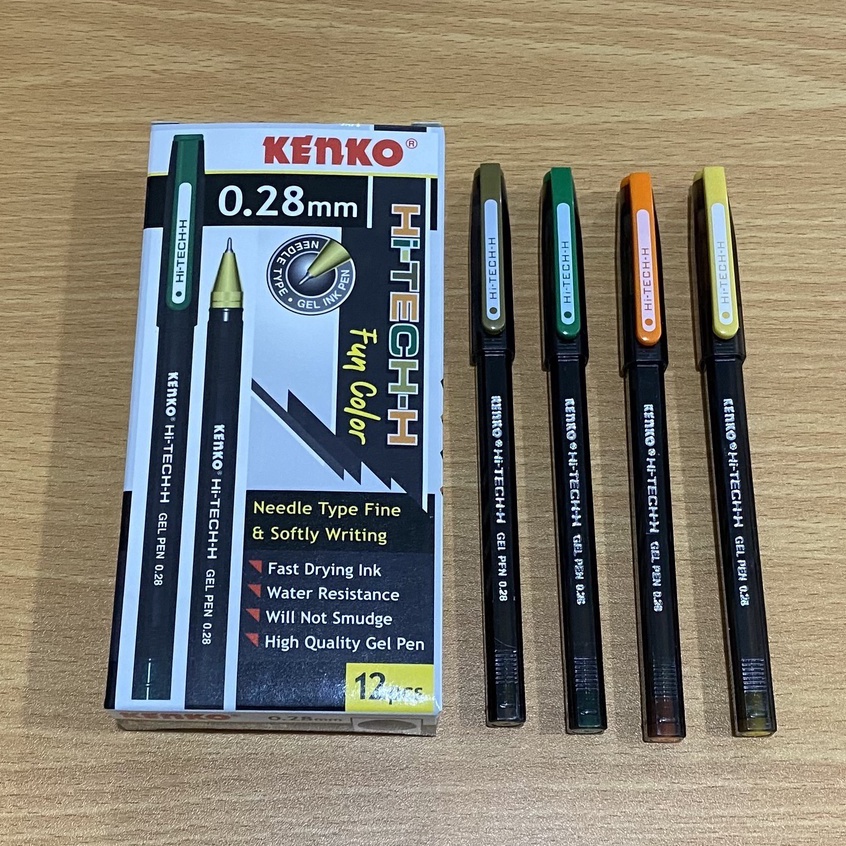 KENKO®
0.28mm
Hi-TECH-H
Fun Color
NEEDLE TYPE • GEL INK PEN
Hi-TECH-H
KENKO® Hi-TECH-H GEL PEN 0.28
KENKO® Hi-TECH-H GEL PEN 0.28
Needle Type Fine
& Softly Writing
Fast Drying Ink
Water Resistance
Will Not Smudge
High Quality Gel Pen
12pcs
KENKO 0.28mm
Hi-TECH-H
KENKO® Hi-TECH-H GEL PEN 0.28
Hi-TECH-H
KENKO® Hi-TECH-H GEL PEN 0.28
Hi-TECH-H
KENKO® Hi-TECH-H GEL PEN 0.28
Hi-TECH-H
KENKO® Hi-TECH-H GEL PEN 0.28